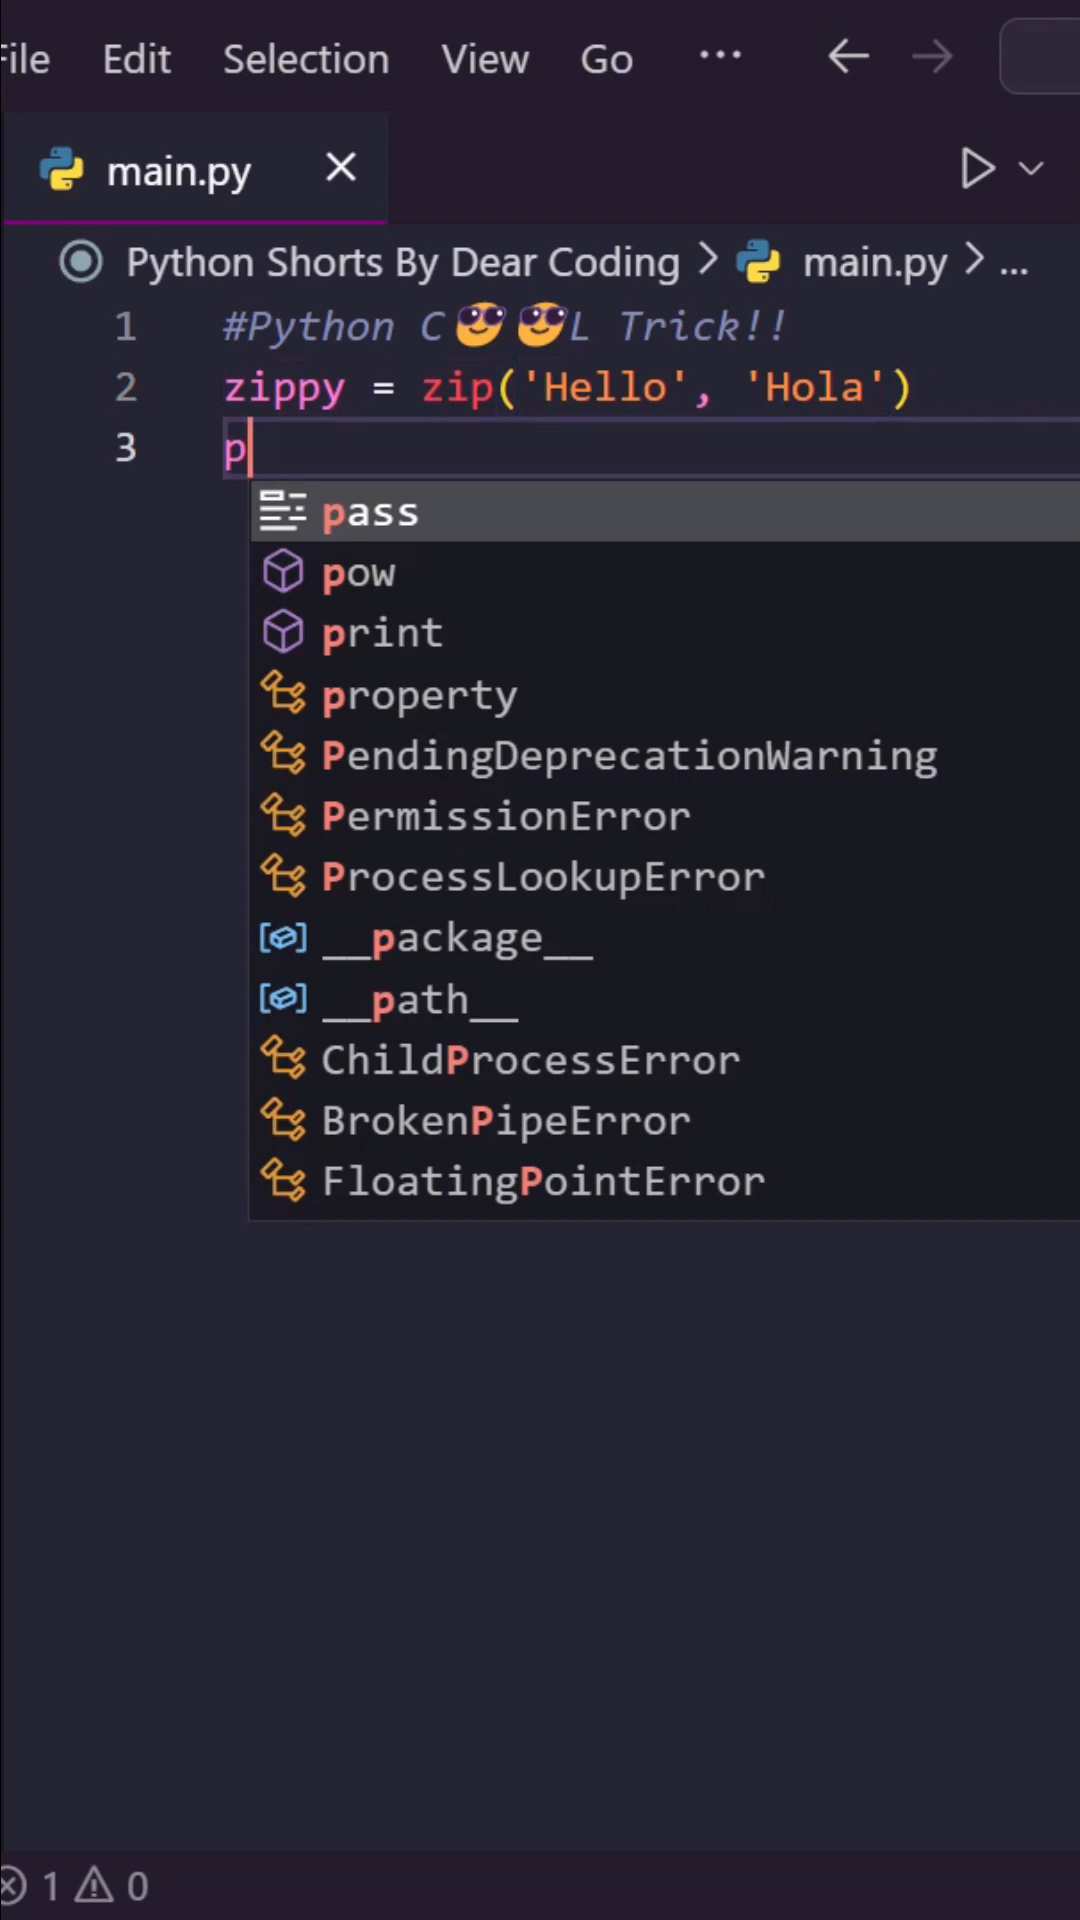 File Edit Selection View Go ...
main.py
Python Shorts By Dear Coding > main.py > ...
1 #Python C😎😎L Trick!!
2 zippy = zip('Hello', 'Hola')
3 p
pass
pow
print
property
PendingDeprecationWarning
PermissionError
ProcessLookupError
__package__
__path__
ChildProcessError
BrokenPipeError
FloatingPointError
1 0